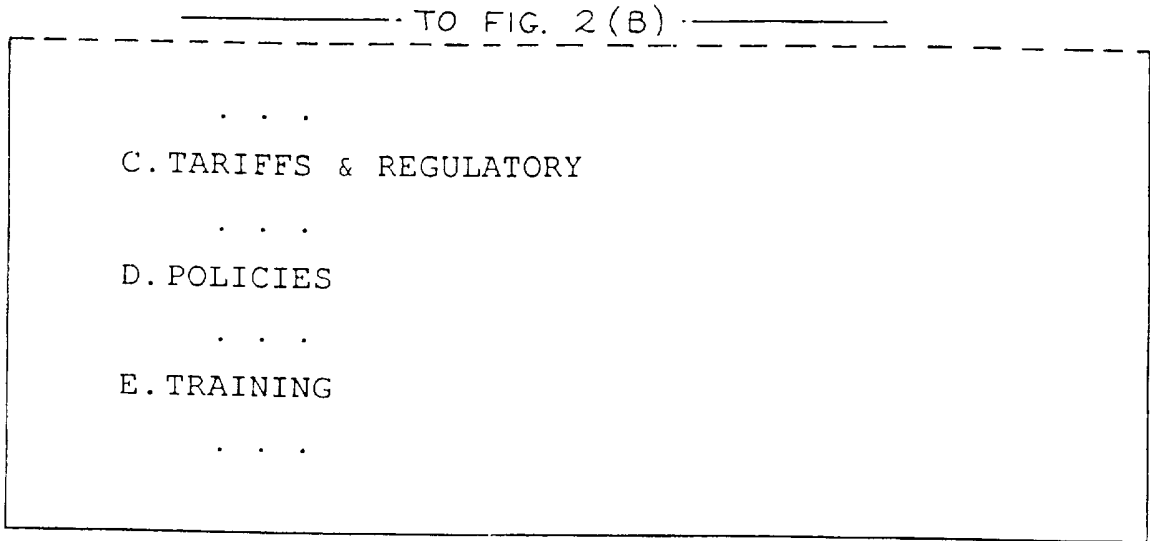 TO FIG. 2(B)
. . .
C. TARIFFS & REGULATORY
. . .
D. POLICIES
. . .
E. TRAINING
. . .